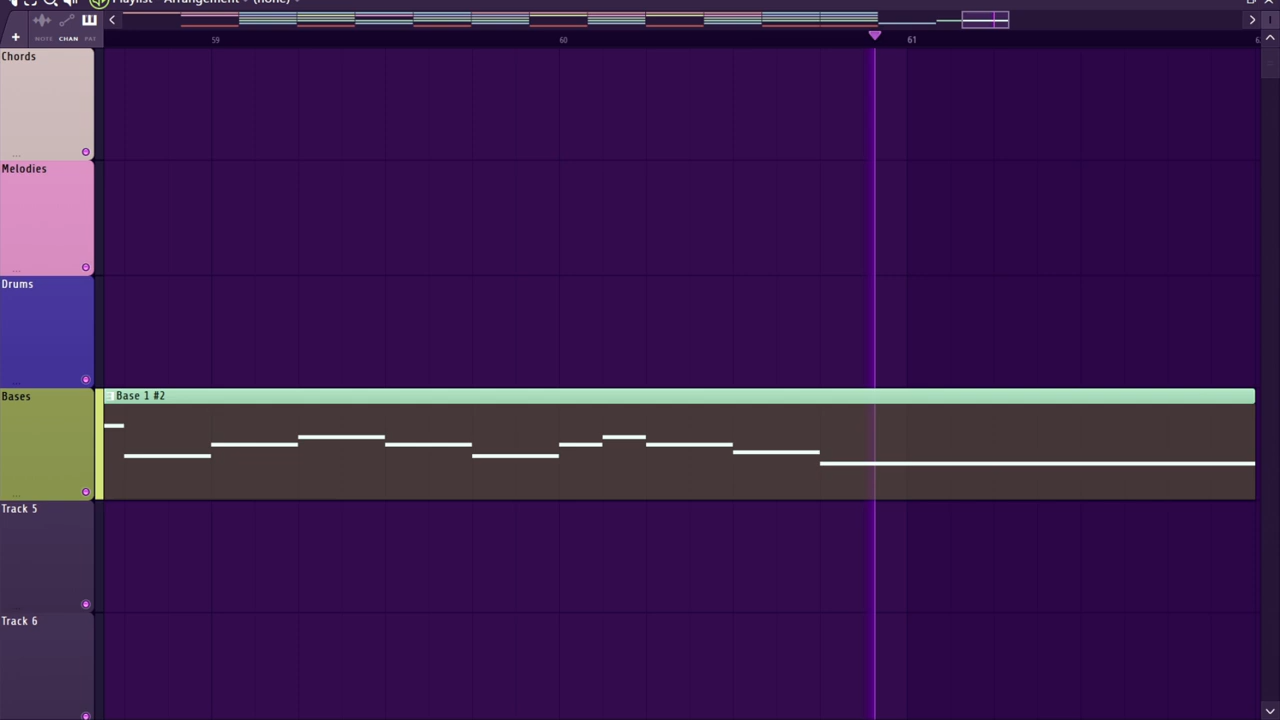 Playlist - Arrangement (none)
NOTE CHAN PAT
59 60 61
Chords
Melodies
Drums
Bases
Base 1 #2
Track 5
Track 6